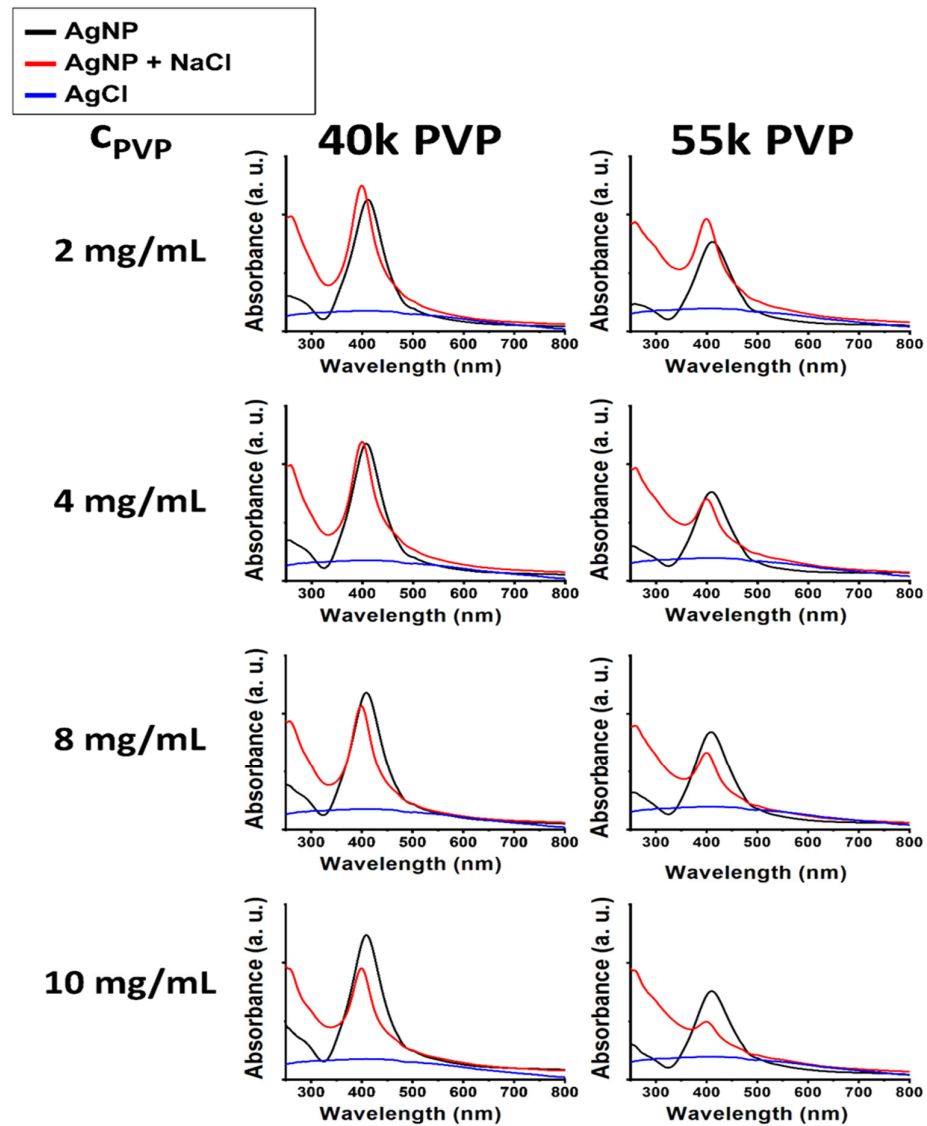 AgNP
AgNP + NaCl
AgCl
c_PVP 40k PVP 55k PVP
2 mg/mL
Absorbance (a. u.)
300 400 500 600 700 800
Wavelength (nm)
Absorbance (a. u.)
300 400 500 600 700 800
Wavelength (nm)
4 mg/mL
Absorbance (a. u.)
300 400 500 600 700 800
Wavelength (nm)
Absorbance (a. u.)
300 400 500 600 700 800
Wavelength (nm)
8 mg/mL
Absorbance (a. u.)
300 400 500 600 700 800
Wavelength (nm)
Absorbance (a. u.)
300 400 500 600 700 800
Wavelength (nm)
10 mg/mL
Absorbance (a. u.)
300 400 500 600 700 800
Wavelength (nm)
Absorbance (a. u.)
300 400 500 600 700 800
Wavelength (nm)